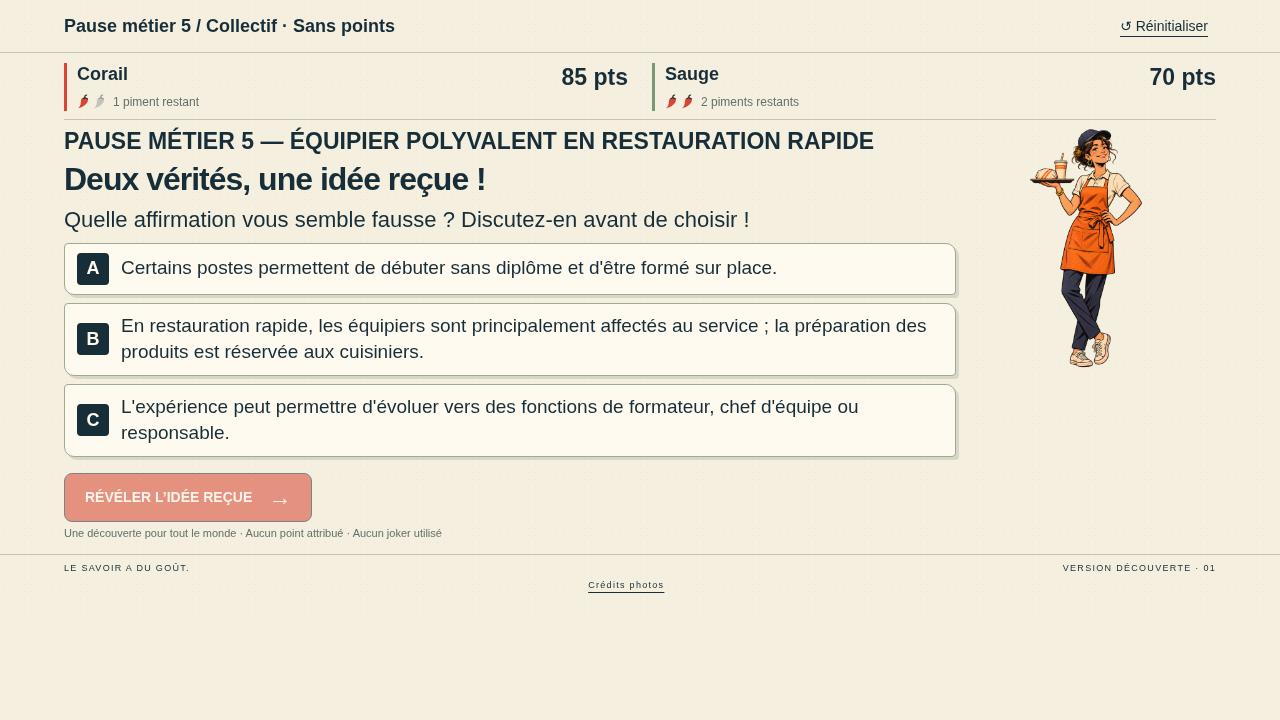 Pause métier 5 / Collectif · Sans points
↺ Réinitialiser
Corail
85 pts
1 piment restant
Sauge
70 pts
2 piments restants
PAUSE MÉTIER 5 — ÉQUIPIER POLYVALENT EN RESTAURATION RAPIDE
Deux vérités, une idée reçue !
Quelle affirmation vous semble fausse ? Discutez-en avant de choisir !
A
Certains postes permettent de débuter sans diplôme et d'être formé sur place.
B
En restauration rapide, les équipiers sont principalement affectés au service ; la préparation des
produits est réservée aux cuisiniers.
C
L'expérience peut permettre d'évoluer vers des fonctions de formateur, chef d'équipe ou
responsable.
RÉVÉLER L’IDÉE REÇUE →
Une découverte pour tout le monde · Aucun point attribué · Aucun joker utilisé
LE SAVOIR A DU GOÛT.
VERSION DÉCOUVERTE · 01
Crédits photos